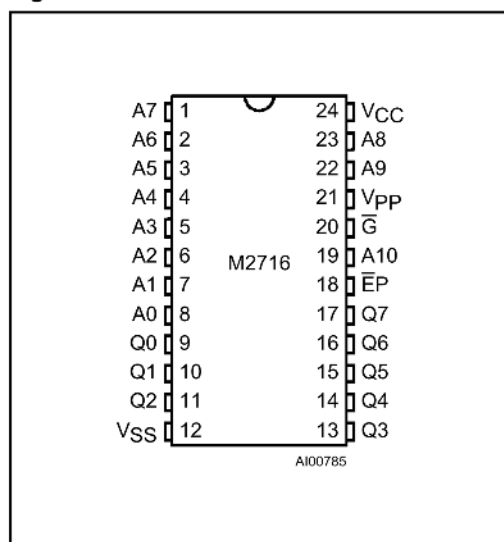 A7 1 24 VCC
A6 2 23 A8
A5 3 22 A9
A4 4 21 VPP
A3 5 20 G̅
A2 6 19 A10
A1 7 18 E̅P
A0 8 17 Q7
Q0 9 16 Q6
Q1 10 15 Q5
Q2 11 14 Q4
VSS 12 13 Q3
M2716
AI00785